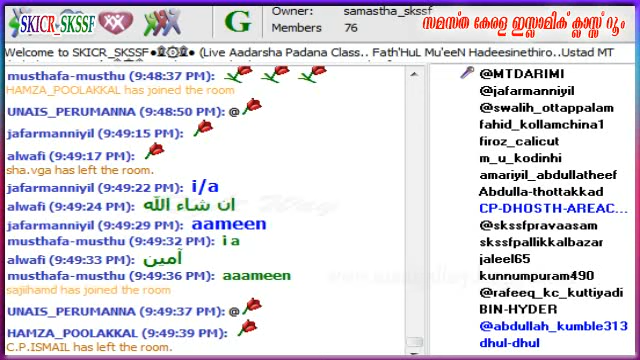 SKICR_SKSSF
G
Owner: samastha_skssf
Members 76
സമസ്ത കേരള ഇസ്ലാമിക് ക്ലാസ്സ് റൂം
Welcome to SKICR_SKSSF (Live Aadarsha Padana Class.. Fath'HuL Mu'eeN Hadeesinethiro..Ustad MT
musthafa-musthu (9:48:37 PM):
HAMZA_POOLAKKAL has joined the room
UNAIS_PERUMANNA (9:48:50 PM): @
jafarmanniyil (9:49:15 PM):
alwafi (9:49:17 PM):
sha.vga has left the room.
jafarmanniyil (9:49:22 PM): i/a
alwafi (9:49:24 PM): ان شاء الله
jafarmanniyil (9:49:29 PM): aameen
musthafa-musthu (9:49:32 PM): i a
alwafi (9:49:33 PM): آمين
musthafa-musthu (9:49:36 PM): aaameen
sajiihamd has joined the room
UNAIS_PERUMANNA (9:49:37 PM): @
HAMZA_POOLAKKAL (9:49:39 PM):
C.P.ISMAIL has left the room.
@MTDARIMI
@jafarmanniyil
@swalih_ottappalam
fahid_kollamchina1
firoz_calicut
m_u_kodinhi
amariyil_abdullatheef
Abdulla-thottakkad
CP-DHOSTH-AREAC...
@skssfpravaasam
skssfpallikkalbazar
jaleel65
kunnumpuram490
@rafeeq_kc_kuttiyadi
BIN-HYDER
@abdullah_kumble313
dhul-dhul